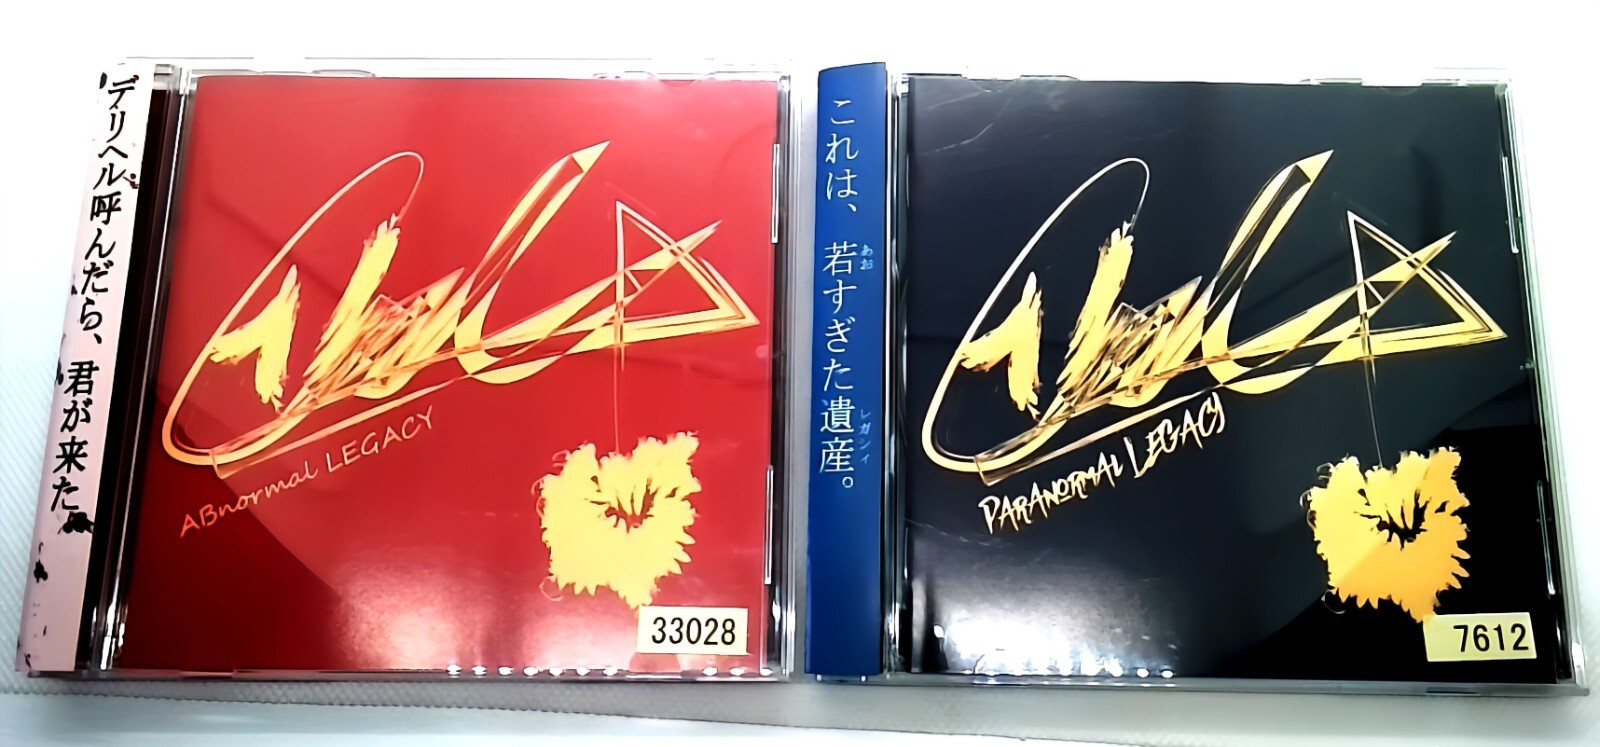 デリヘル呼んだら、君が来た
ABnormal LEGACY
33028
これは、若すぎた遺産。
あお
レガシィ
PARANORMAL LEGACY
7612